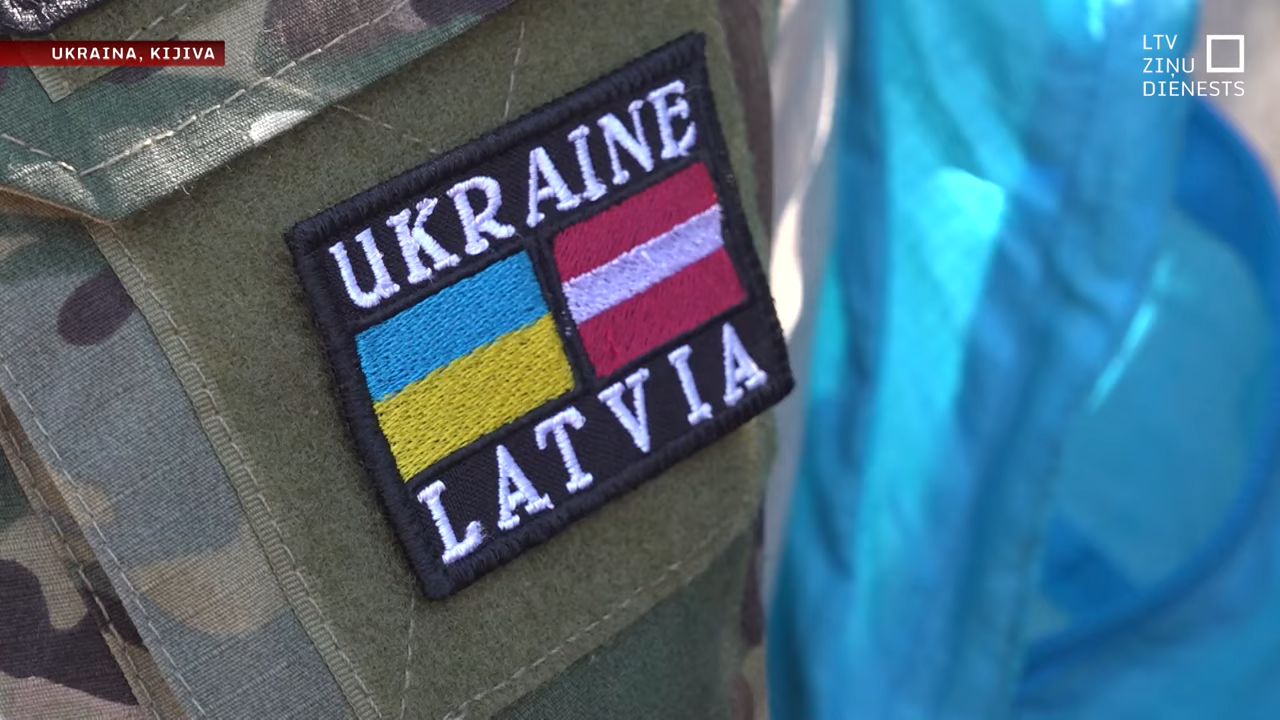 UKRAINA, KIJIVA
LTV
ZIŅU
DIENESTS
UKRAINE
LATVIA